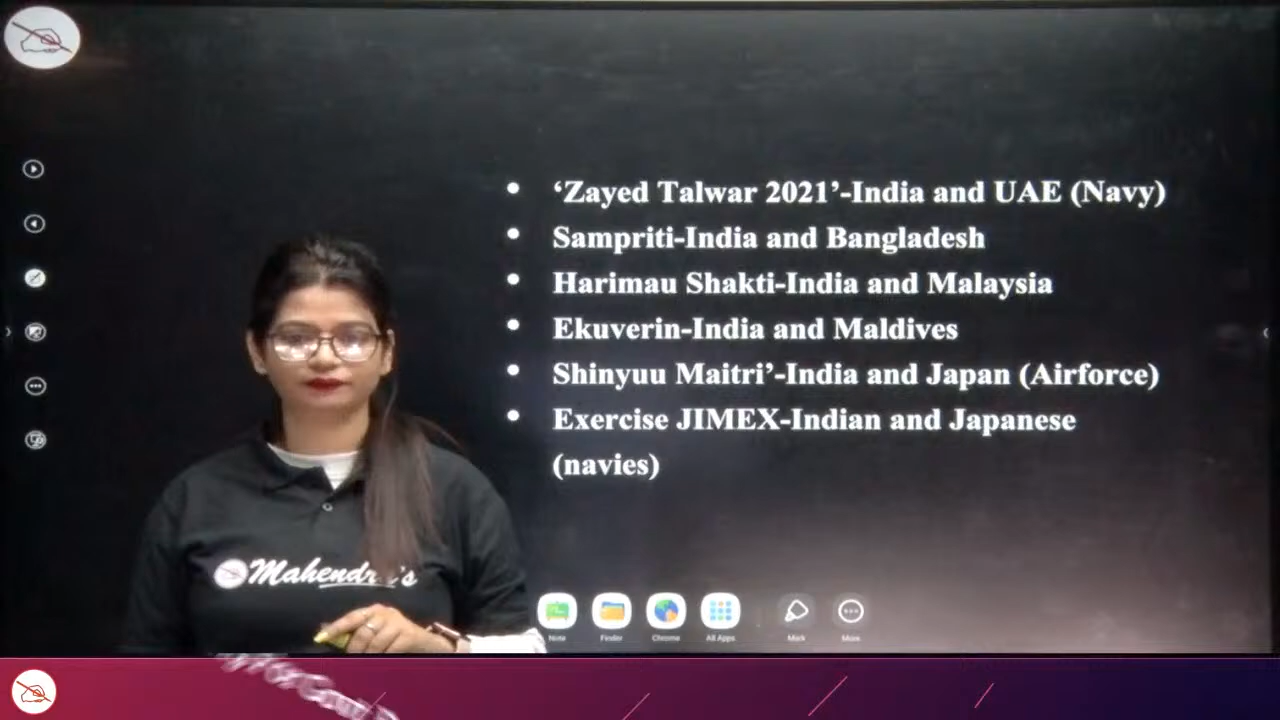 ‘Zayed Talwar 2021’-India and UAE (Navy)
Sampriti-India and Bangladesh
Harimau Shakti-India and Malaysia
Ekuverin-India and Maldives
Shinyuu Maitri’-India and Japan (Airforce)
Exercise JIMEX-Indian and Japanese
(navies)
Mahendra's
Note Finder Chrome All Apps Mark More
For Govt